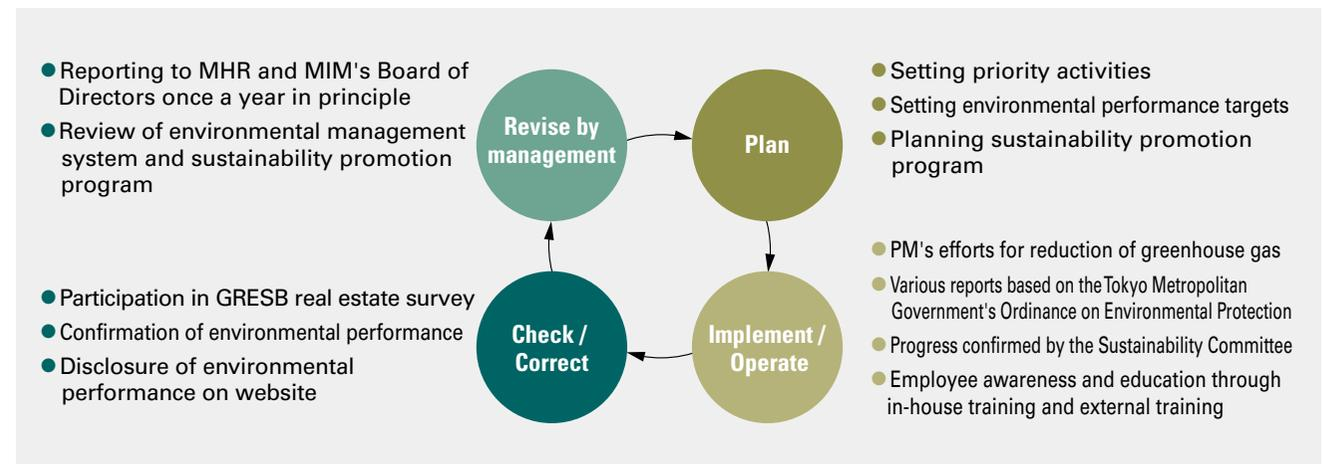 ● Reporting to MHR and MIM's Board of
Directors once a year in principle
● Review of environmental management
system and sustainability promotion
program
Revise by
management
Plan
● Setting priority activities
● Setting environmental performance targets
● Planning sustainability promotion
program
● Participation in GRESB real estate survey
● Confirmation of environmental performance
● Disclosure of environmental
performance on website
Check /
Correct
Implement /
Operate
● PM's efforts for reduction of greenhouse gas
● Various reports based on the Tokyo Metropolitan
Government's Ordinance on Environmental Protection
● Progress confirmed by the Sustainability Committee
● Employee awareness and education through
in-house training and external training